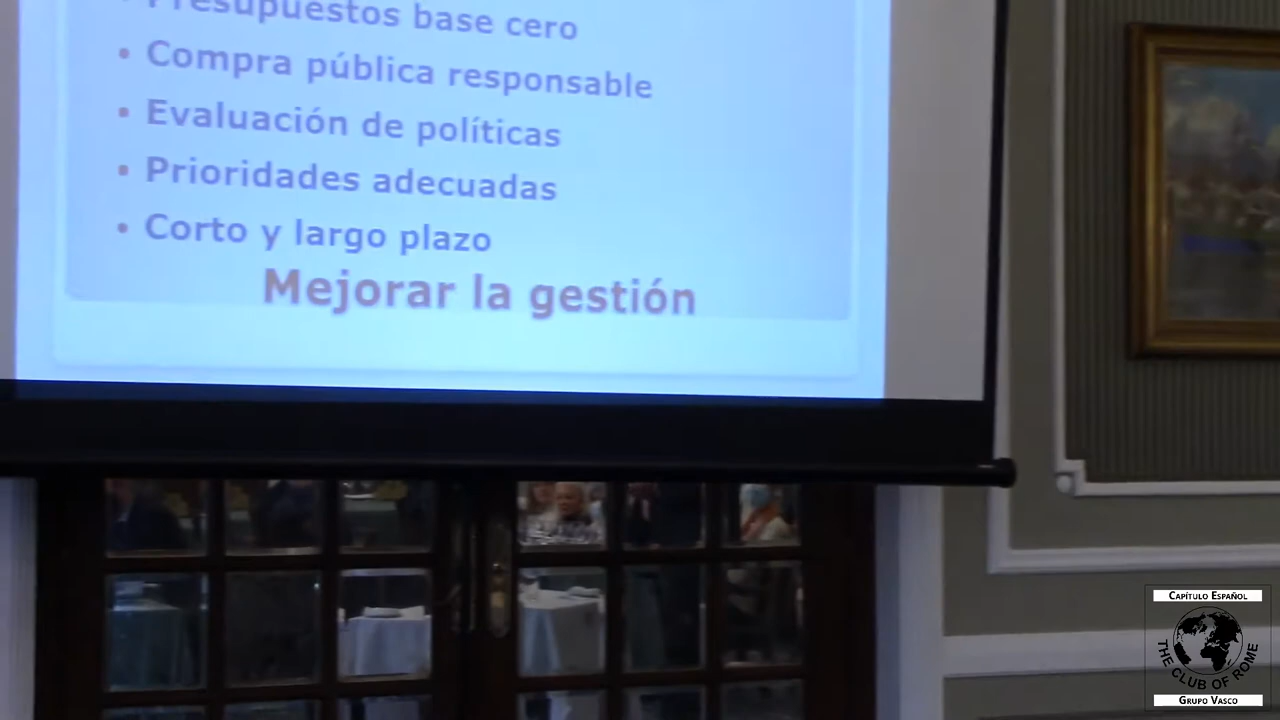 • Presupuestos base cero
• Compra pública responsable
• Evaluación de políticas
• Prioridades adecuadas
• Corto y largo plazo
Mejorar la gestión
CAPÍTULO ESPAÑOL
THE CLUB OF ROME
GRUPO VASCO